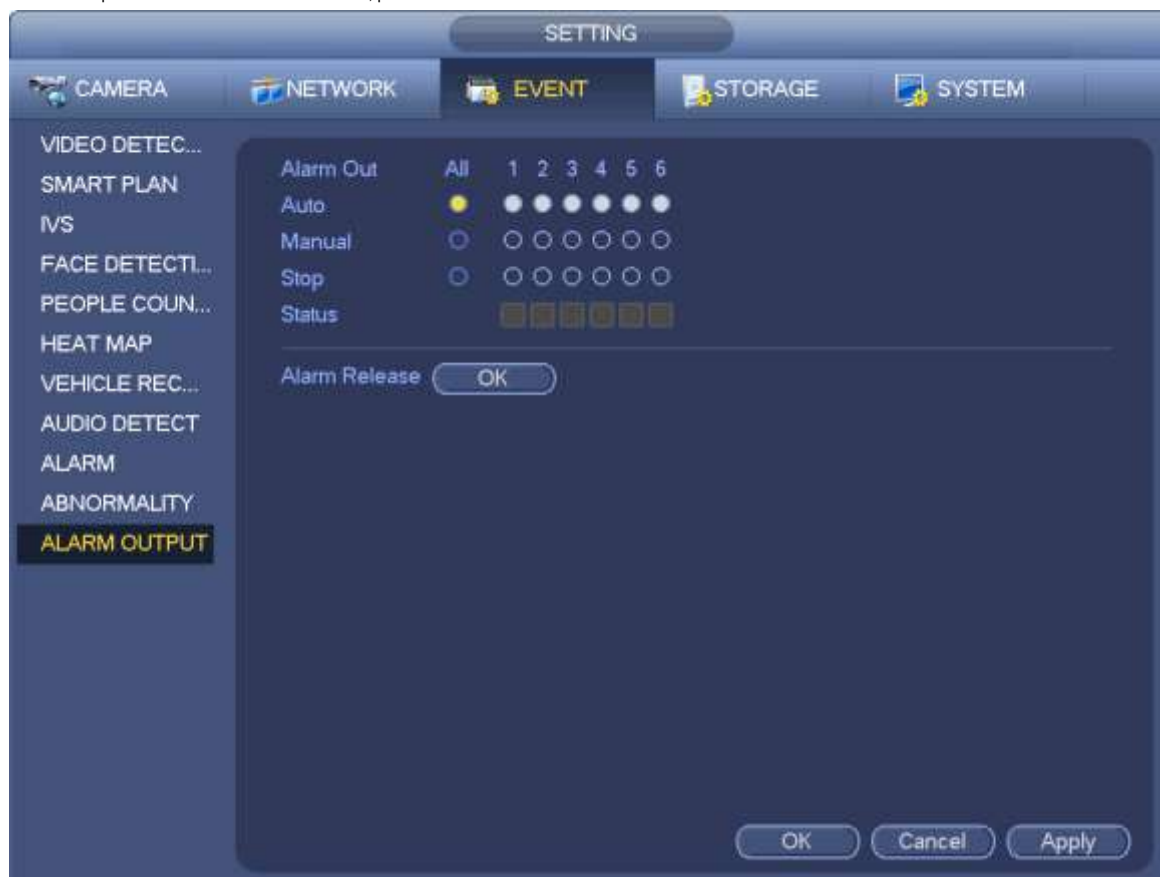 SETTING
CAMERA NETWORK EVENT STORAGE SYSTEM
VIDEO DETEC...
SMART PLAN
IVS
FACE DETECTI...
PEOPLE COUN...
HEAT MAP
VEHICLE REC...
AUDIO DETECT
ALARM
ABNORMALITY
ALARM OUTPUT
Alarm Out All 1 2 3 4 5 6
Auto
Manual
Stop
Status
Alarm Release OK
OK Cancel Apply